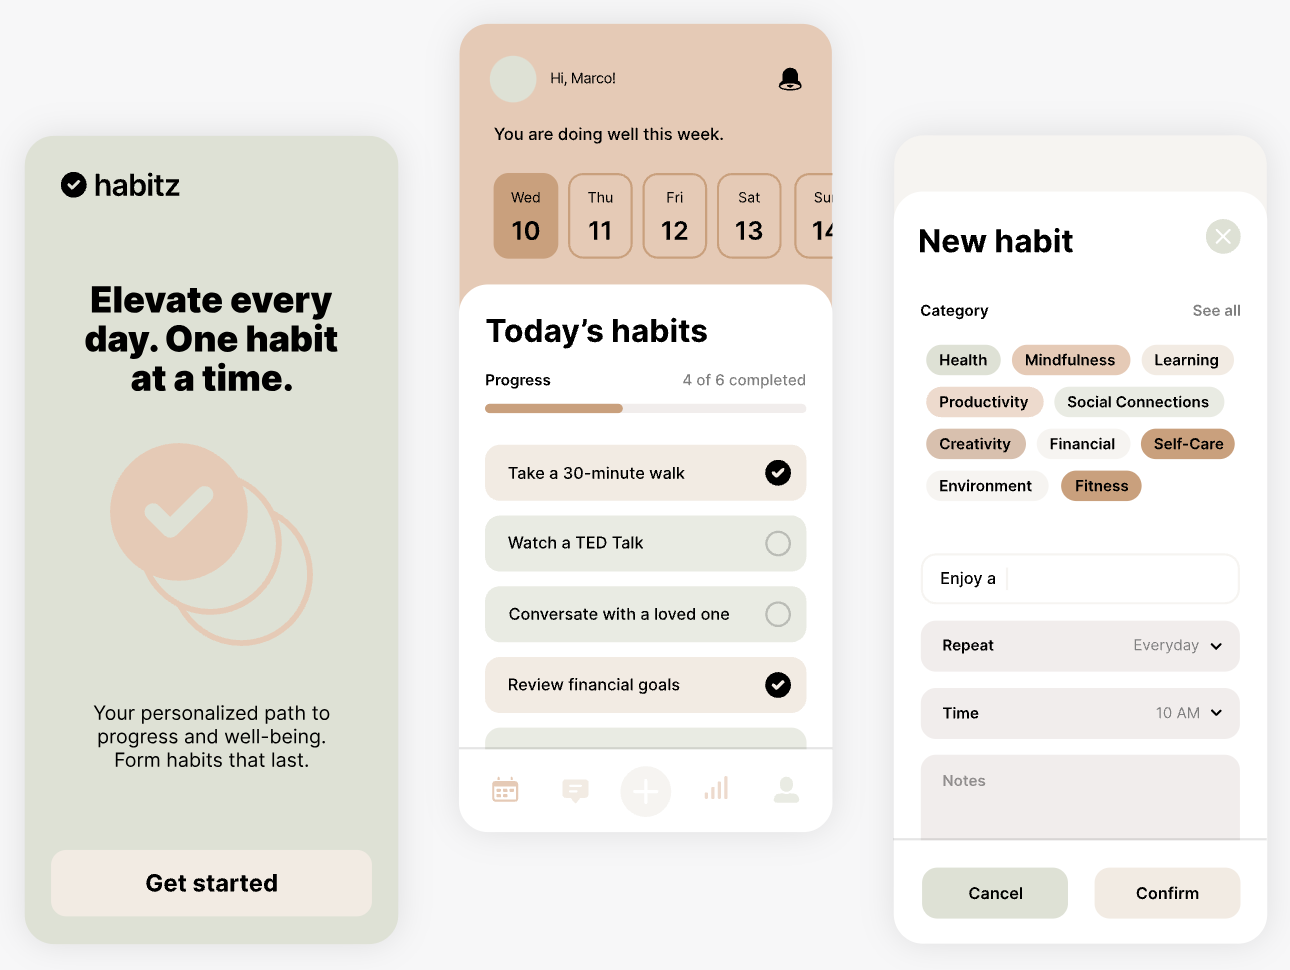 habitz
Elevate every
day. One habit
at a time.
Your personalized path to
progress and well-being.
Form habits that last.
Get started
Hi, Marco!
You are doing well this week.
Wed Thu Fri Sat Sun
10 11 12 13 14
Today’s habits
Progress 4 of 6 completed
Take a 30-minute walk
Watch a TED Talk
Conversate with a loved one
Review financial goals
New habit
Category See all
Health Mindfulness Learning
Productivity Social Connections
Creativity Financial Self-Care
Environment Fitness
Enjoy a
Repeat Everyday
Time 10 AM
Notes
Cancel Confirm